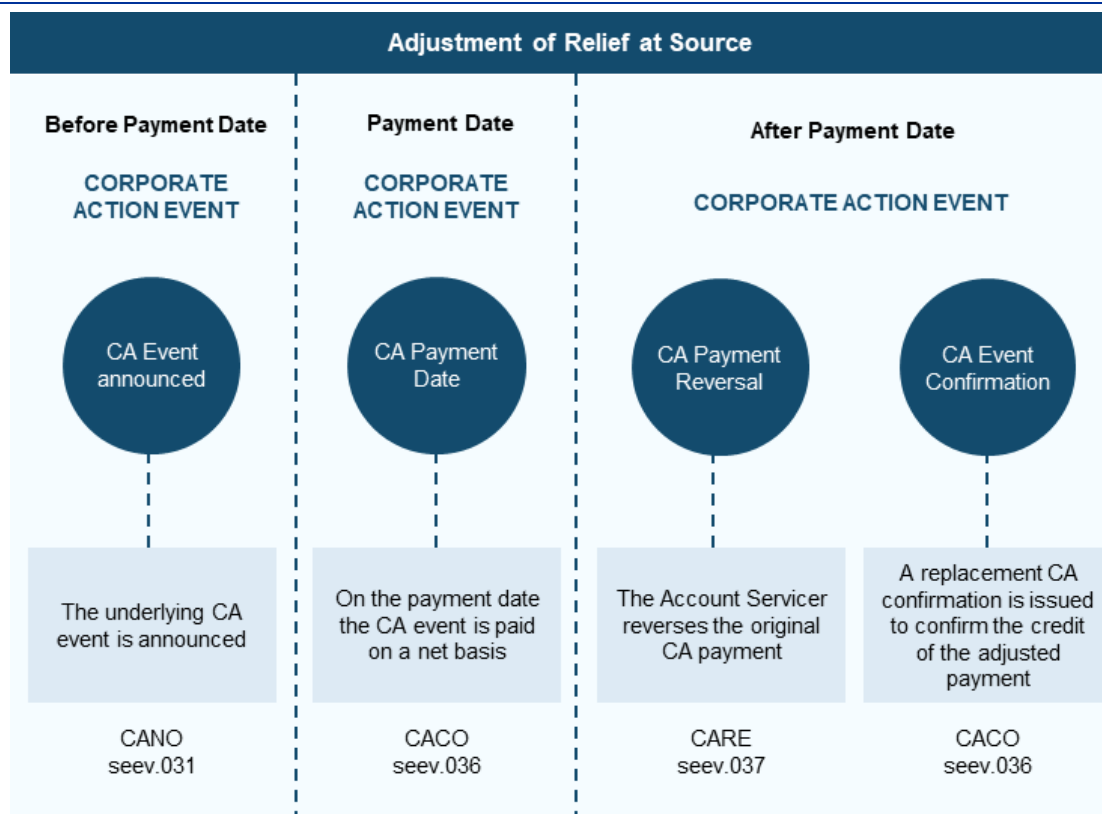 Adjustment of Relief at Source
Before Payment Date
CORPORATE
ACTION EVENT
CA Event
announced
The underlying CA
event is announced
CANO
seev.031
Payment Date
CORPORATE
ACTION EVENT
CA Payment
Date
On the payment date
the CA event is paid
on a net basis
CACO
seev.036
After Payment Date
CORPORATE ACTION EVENT
CA Payment
Reversal
The Account Servicer
reverses the original
CA payment
CARE
seev.037
CA Event
Confirmation
A replacement CA
confirmation is issued
to confirm the credit
of the adjusted
payment
CACO
seev.036